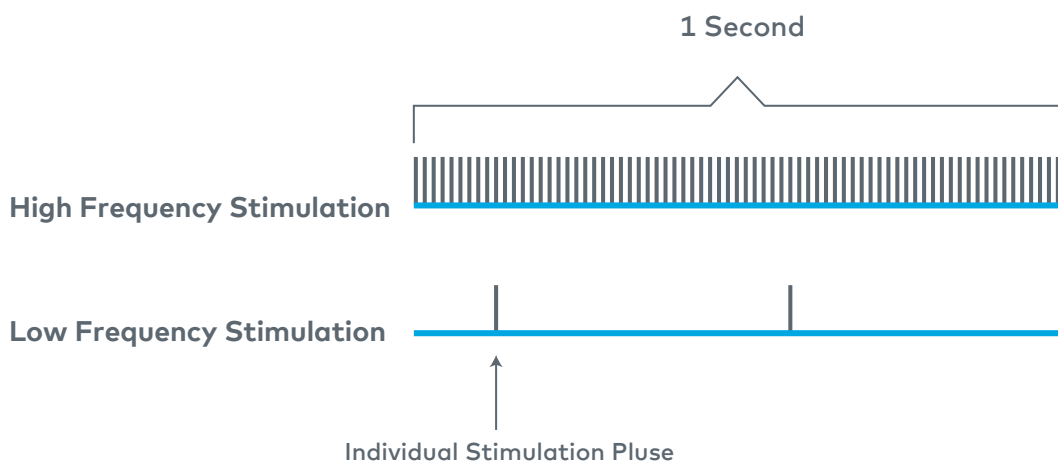 1 Second
High Frequency Stimulation
Low Frequency Stimulation
Individual Stimulation Pluse